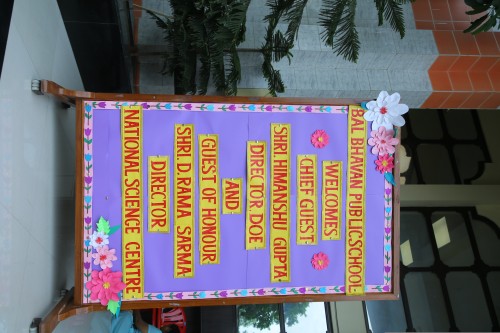 BAL BHAVAN PUBLIC SCHOOL
WELCOMES
CHIEF GUEST
SHRI. HIMANSHU GUPTA
DIRECTOR DOE
AND
GUEST OF HONOUR
SHRI. D. RAMA SARMA
DIRECTOR
NATIONAL SCIENCE CENTRE